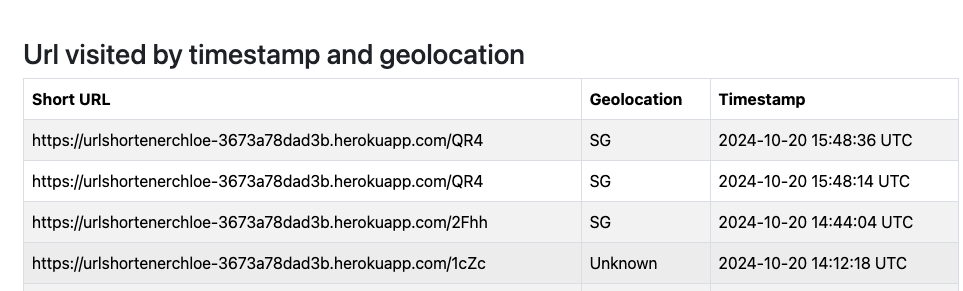 Url visited by timestamp and geolocation
Short URL Geolocation Timestamp
https://urlshortenerchloe-3673a78dad3b.herokuapp.com/QR4 SG 2024-10-20 15:48:36 UTC
https://urlshortenerchloe-3673a78dad3b.herokuapp.com/QR4 SG 2024-10-20 15:48:14 UTC
https://urlshortenerchloe-3673a78dad3b.herokuapp.com/2Fhh SG 2024-10-20 14:44:04 UTC
https://urlshortenerchloe-3673a78dad3b.herokuapp.com/1cZc Unknown 2024-10-20 14:12:18 UTC